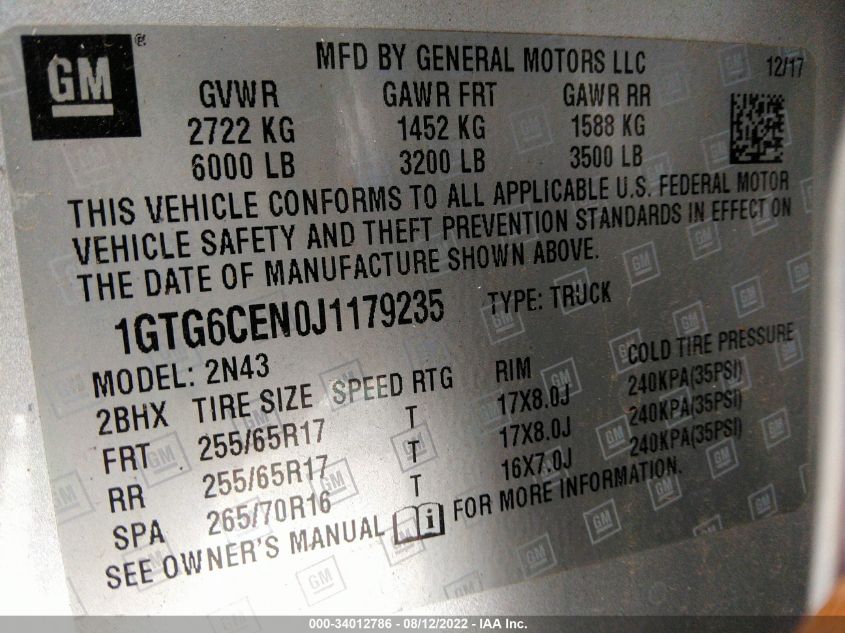 GM ®
MFD BY GENERAL MOTORS LLC 12/17
GVWR GAWR FRT GAWR RR
2722 KG 1452 KG 1588 KG
6000 LB 3200 LB 3500 LB
THIS VEHICLE CONFORMS TO ALL APPLICABLE U.S. FEDERAL MOTOR
VEHICLE SAFETY AND THEFT PREVENTION STANDARDS IN EFFECT ON
THE DATE OF MANUFACTURE SHOWN ABOVE.
1GTG6CEN0J1179235 TYPE: TRUCK
MODEL: 2N43
2BHX TIRE SIZE SPEED RTG RIM COLD TIRE PRESSURE
FRT 255/65R17 T 17X8.0J 240KPA(35PSI)
RR 255/65R17 T 17X8.0J 240KPA(35PSI)
SPA 265/70R16 T 16X7.0J 240KPA(35PSI)
SEE OWNER'S MANUAL i FOR MORE INFORMATION.
000-34012786 - 08/12/2022 - IAA Inc.